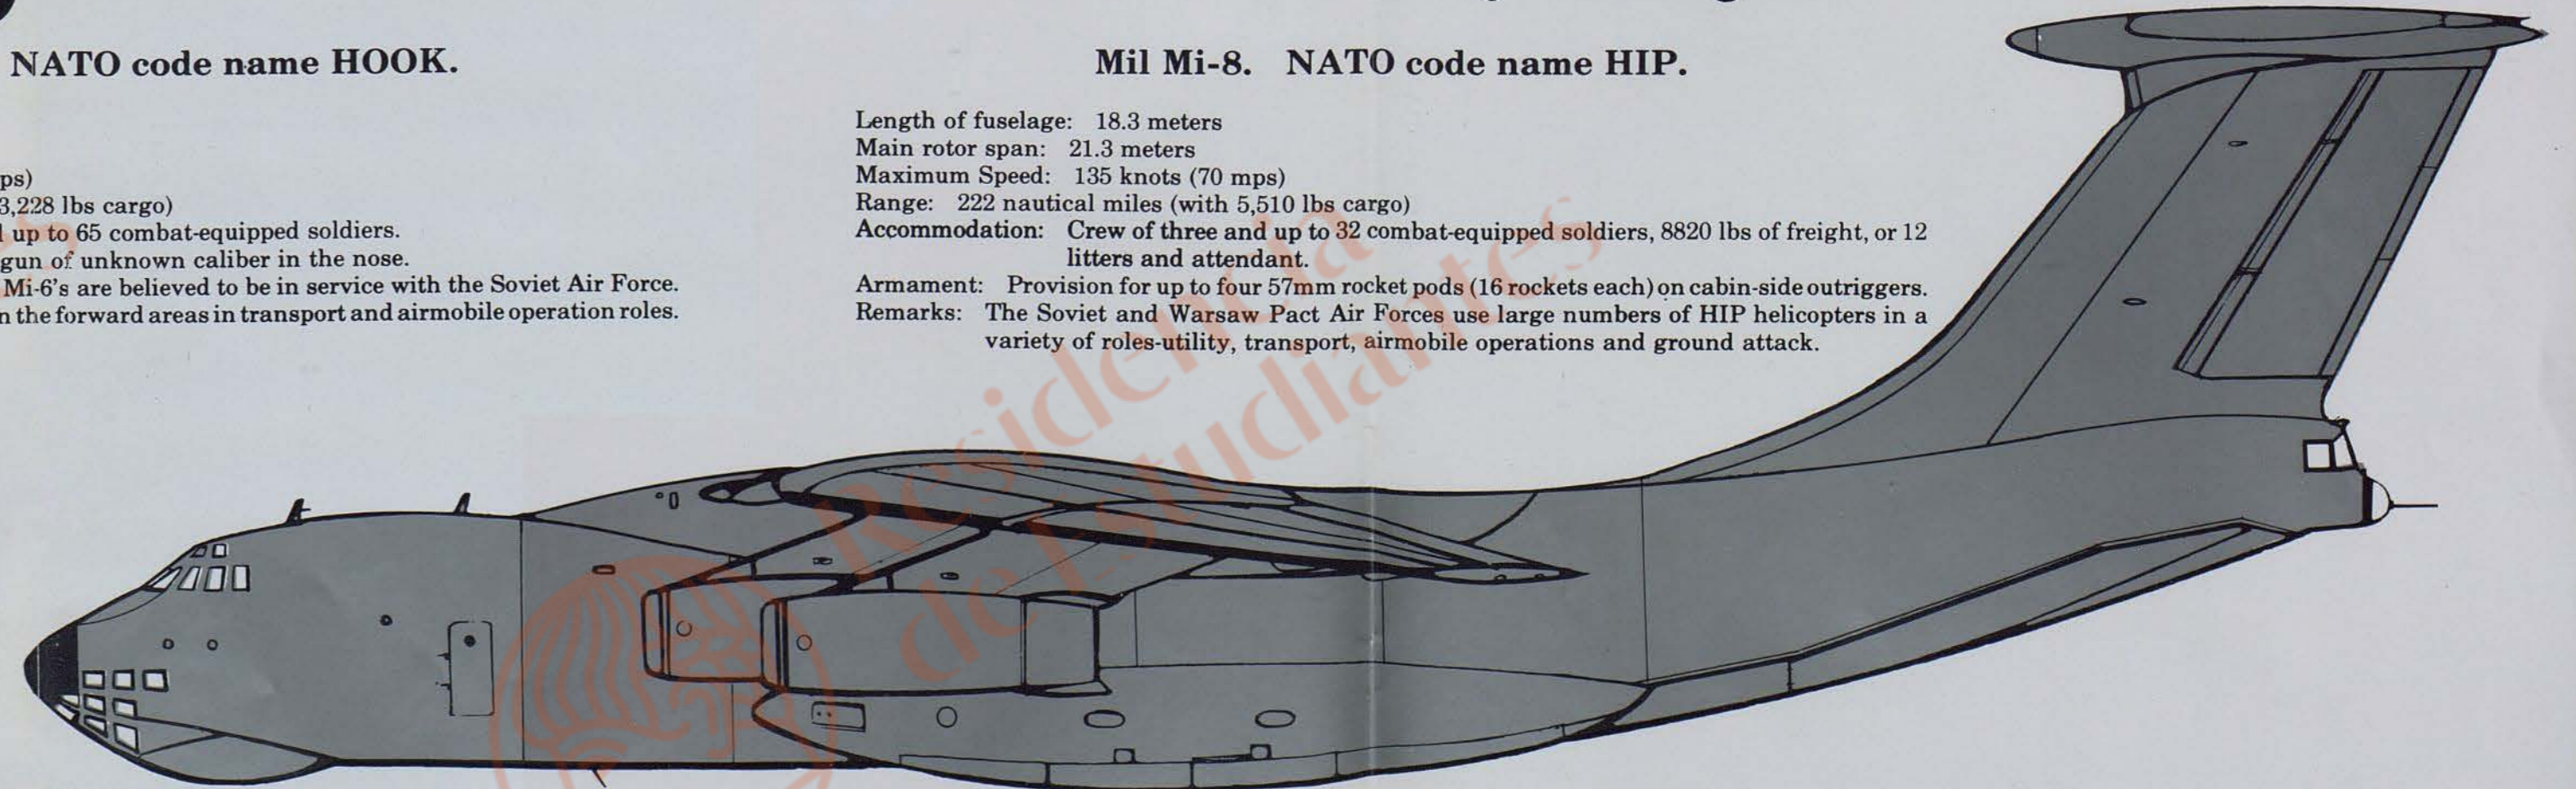 NATO code name HOOK.
ps)
3,228 lbs cargo)
up to 65 combat-equipped soldiers.
gun of unknown caliber in the nose.
Mi-6's are believed to be in service with the Soviet Air Force.
the forward areas in transport and airmobile operation roles.
Mil Mi-8. NATO code name HIP.
Length of fuselage: 18.3 meters
Main rotor span: 21.3 meters
Maximum Speed: 135 knots (70 mps)
Range: 222 nautical miles (with 5,510 lbs cargo)
Accommodation: Crew of three and up to 32 combat-equipped soldiers, 8820 lbs of freight, or 12
litters and attendant.
Armament: Provision for up to four 57mm rocket pods (16 rockets each) on cabin-side outriggers.
Remarks: The Soviet and Warsaw Pact Air Forces use large numbers of HIP helicopters in a
variety of roles-utility, transport, airmobile operations and ground attack.
Residencia
de Estudiantes